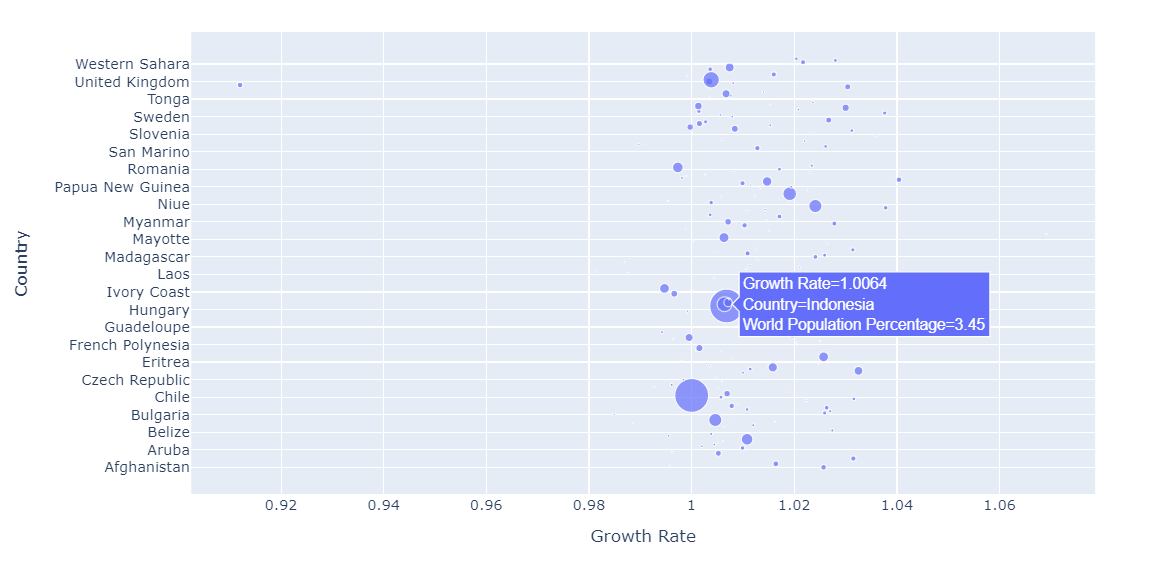 Western Sahara
United Kingdom
Tonga
Sweden
Slovenia
San Marino
Romania
Papua New Guinea
Niue
Myanmar
Mayotte
Madagascar
Laos
Ivory Coast
Hungary
Guadeloupe
French Polynesia
Eritrea
Czech Republic
Chile
Bulgaria
Belize
Aruba
Afghanistan
Country
Growth Rate=1.0064
Country=Indonesia
World Population Percentage=3.45
0.92 0.94 0.96 0.98 1 1.02 1.04 1.06
Growth Rate